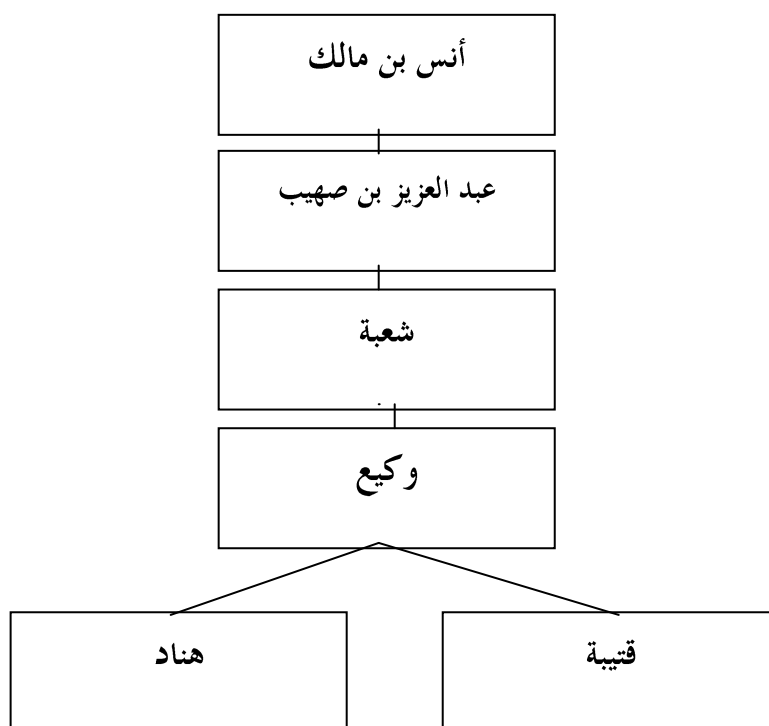 أنس بن مالك
عبد العزيز بن صهيب
شعبة
وكيع
قتيبة
هناد